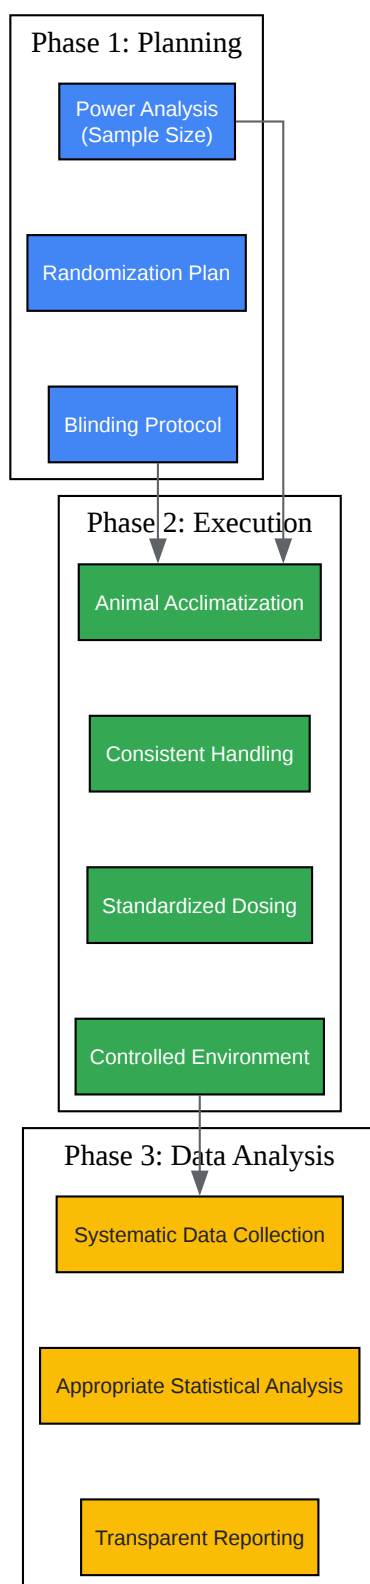 Phase 1: Planning
Power Analysis
(Sample Size)
Randomization Plan
Blinding Protocol
Phase 2: Execution
Animal Acclimatization
Consistent Handling
Standardized Dosing
Controlled Environment
Phase 3: Data Analysis
Systematic Data Collection
Appropriate Statistical Analysis
Transparent Reporting